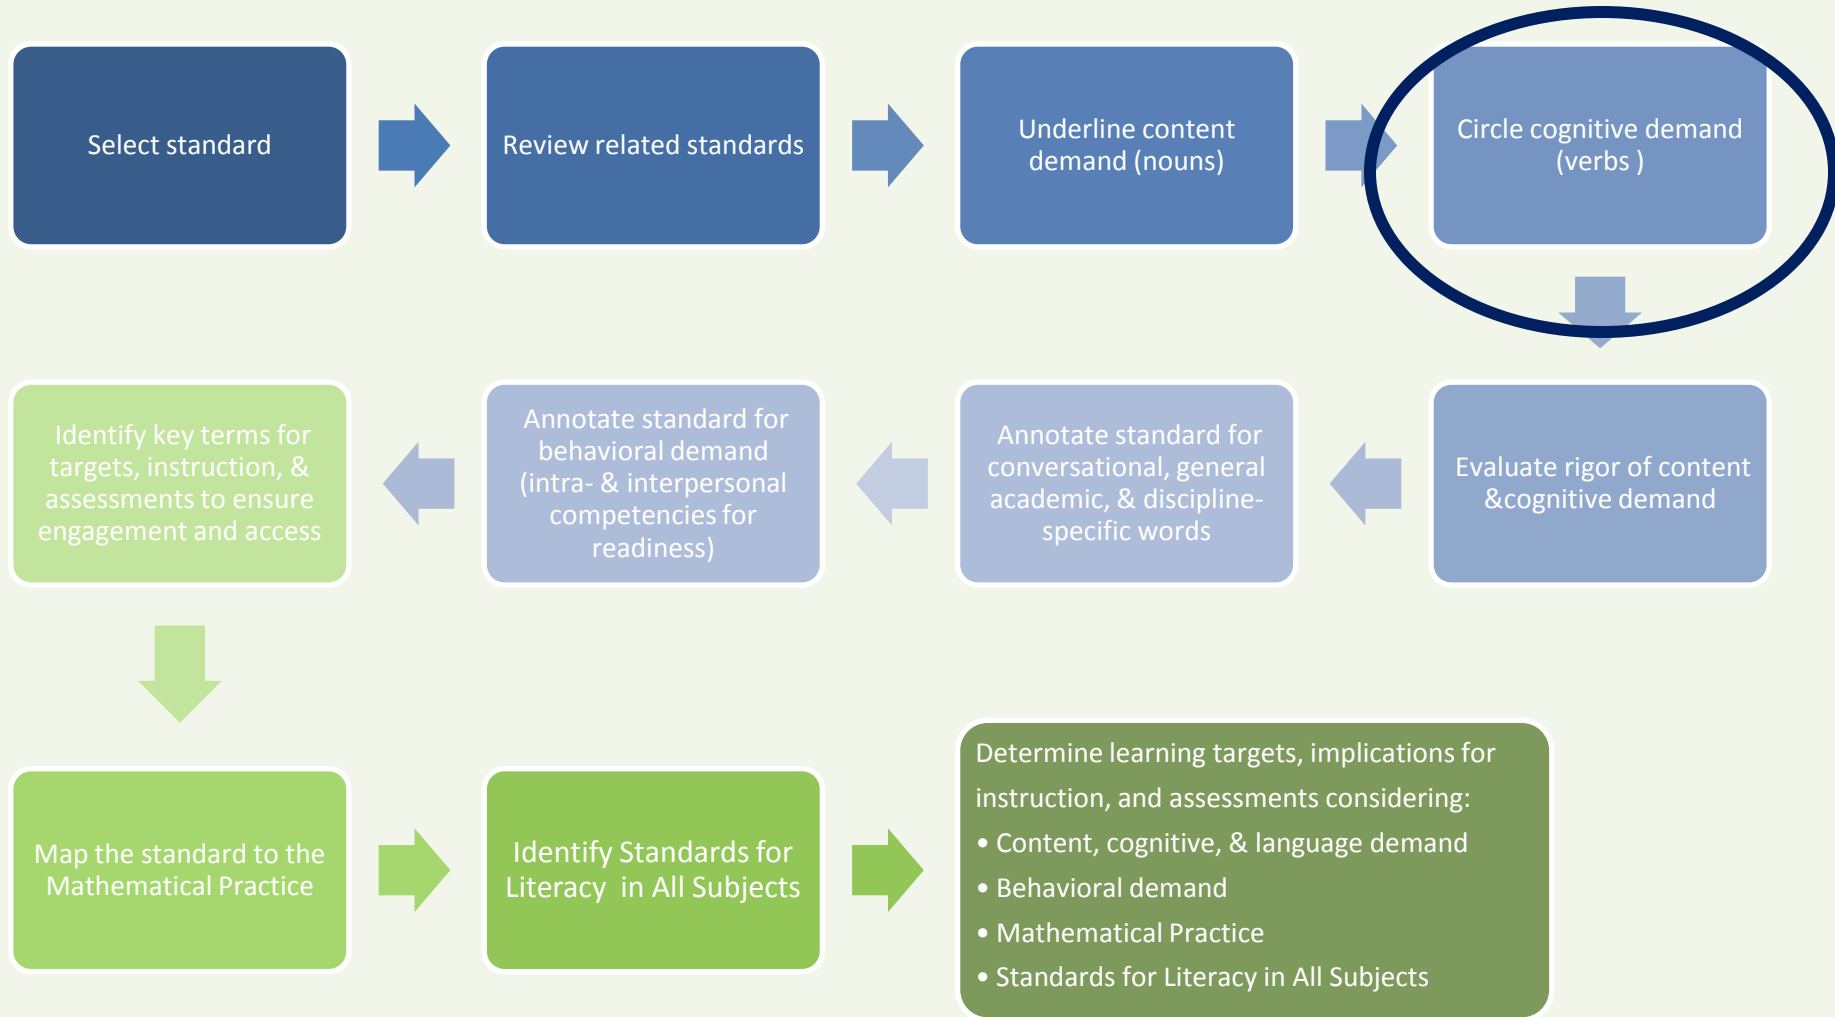 Select standard
Review related standards
Underline content
demand (nouns)
Circle cognitive demand
(verbs )
Evaluate rigor of content
&cognitive demand
Annotate standard for
conversational, general
academic, & discipline-
specific words
Annotate standard for
behavioral demand
(intra- & interpersonal
competencies for
readiness)
Identify key terms for
targets, instruction, &
assessments to ensure
engagement and access
Map the standard to the
Mathematical Practice
Identify Standards for
Literacy in All Subjects
Determine learning targets, implications for
instruction, and assessments considering:
• Content, cognitive, & language demand
• Behavioral demand
• Mathematical Practice
• Standards for Literacy in All Subjects